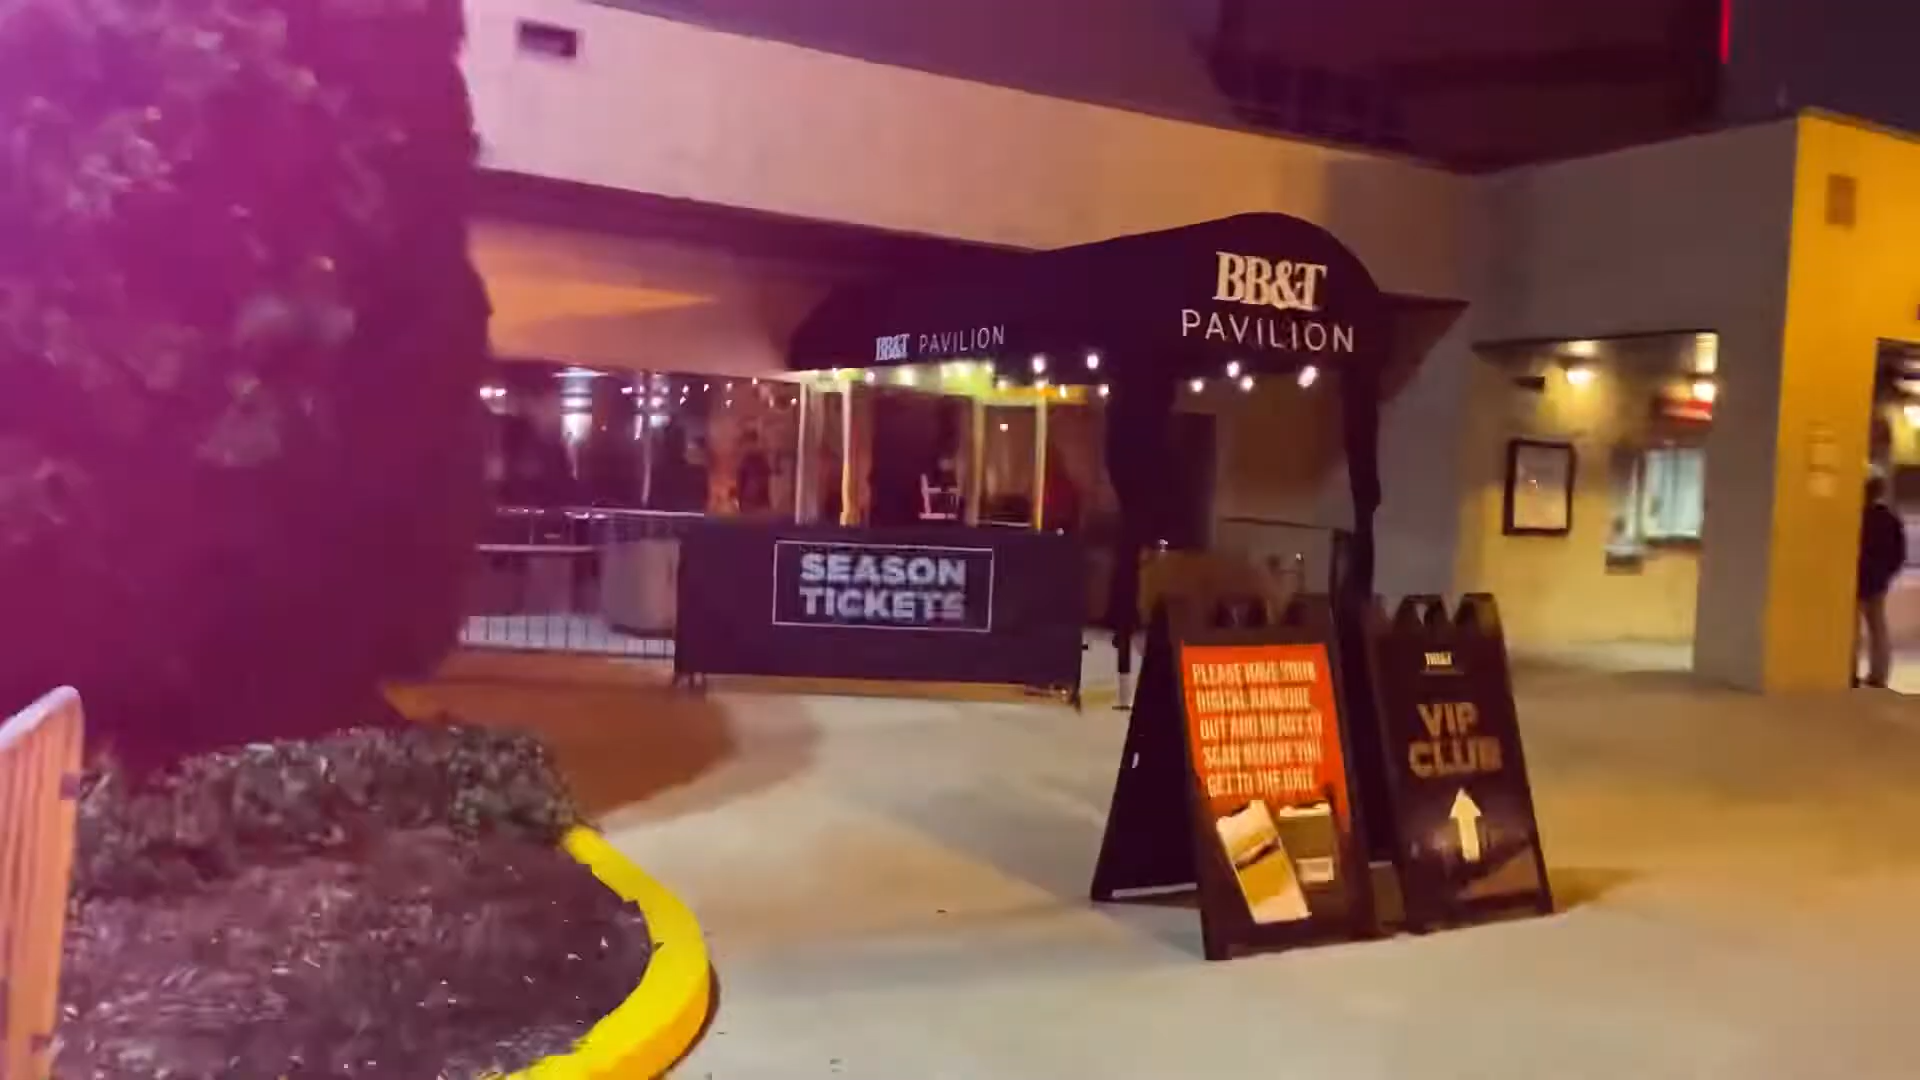 BB&T
PAVILION
BB&T PAVILION
SEASON
TICKETS
PLEASE HAVE YOUR
DIGITAL BARCODE
OUT AND READY TO
SCAN BEFORE YOU
GET TO THE GATE
BB&T
VIP
CLUB